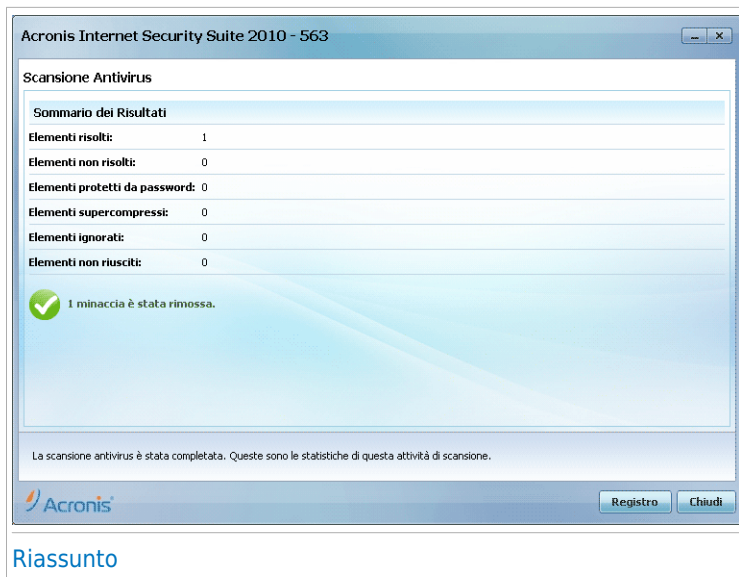 Acronis Internet Security Suite 2010 - 563
Scansione Antivirus
Sommario dei Risultati
Elementi risolti: 1
Elementi non risolti: 0
Elementi protetti da password: 0
Elementi supercompressi: 0
Elementi ignorati: 0
Elementi non riusciti: 0
1 minaccia è stata rimossa.
La scansione antivirus è stata completata. Queste sono le statistiche di questa attività di scansione.
Acronis
Registro Chiudi
Riassunto